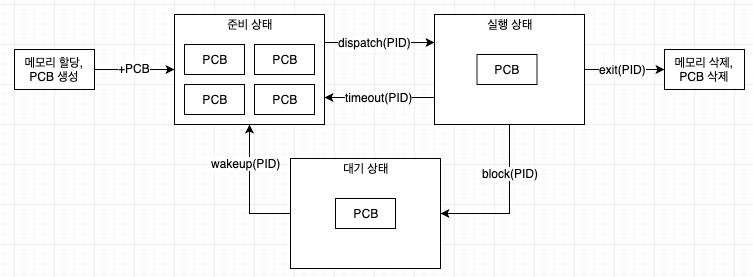 메모리 할당,
PCB 생성
+PCB
준비 상태
PCB
PCB
PCB
PCB
dispatch(PID)
timeout(PID)
실행 상태
PCB
exit(PID)
메모리 삭제,
PCB 삭제
wakeup(PID)
대기 상태
PCB
block(PID)